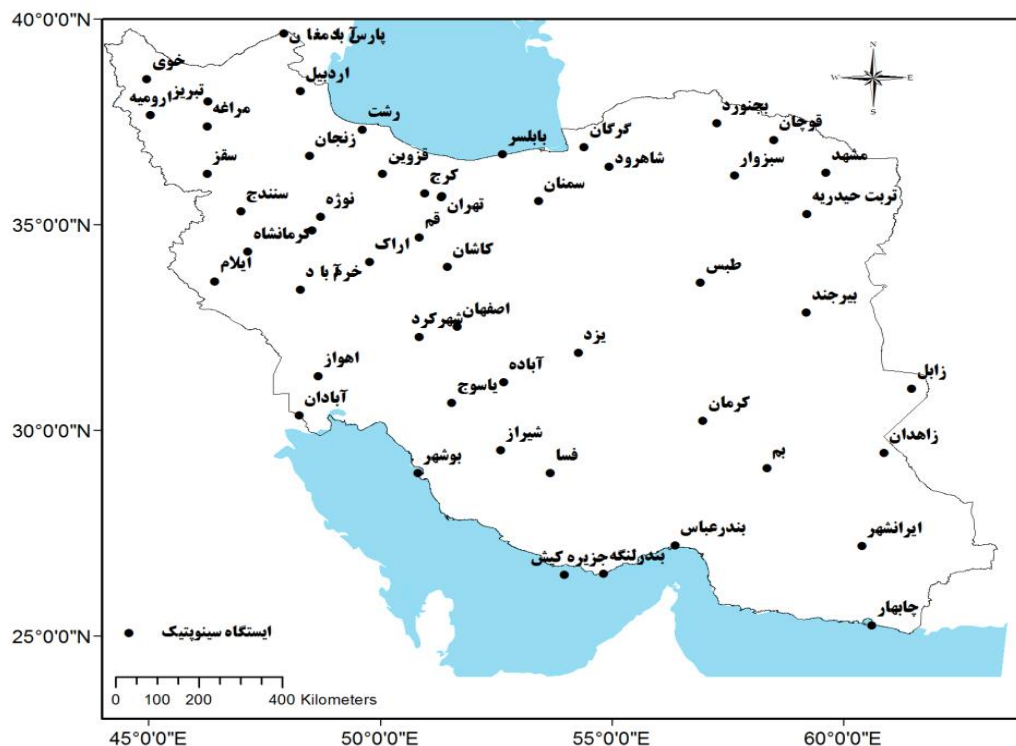 40°0'0"N
پارس آباد مغان
خوی
اردبیل
تبریز
ارومیه
مراغه
رشت
زنجان
بابلسر
گرگان
بجنورد
قوچان
قزوین
شاهرود
سبزوار
مشهد
سقز
کرج
سمنان
تهران
تربت حیدریه
سنندج
نوژه
قم
35°0'0"N
کرمانشاه
اراک
کاشان
ایلام
خرم آباد
طبس
بیرجند
اصفهان
شهرکرد
یزد
اهواز
آباده
زابل
یاسوج
آبادان
کرمان
30°0'0"N
شیراز
زاهدان
بوشهر
فسا
بم
بندرعباس
ایرانشهر
بندرلنگه
جزیره کیش
چابهار
25°0'0"N
ایستگاه سینوپتیک
0 100 200 400 Kilometers
45°0'0"E 50°0'0"E 55°0'0"E 60°0'0"E
N
W E
S